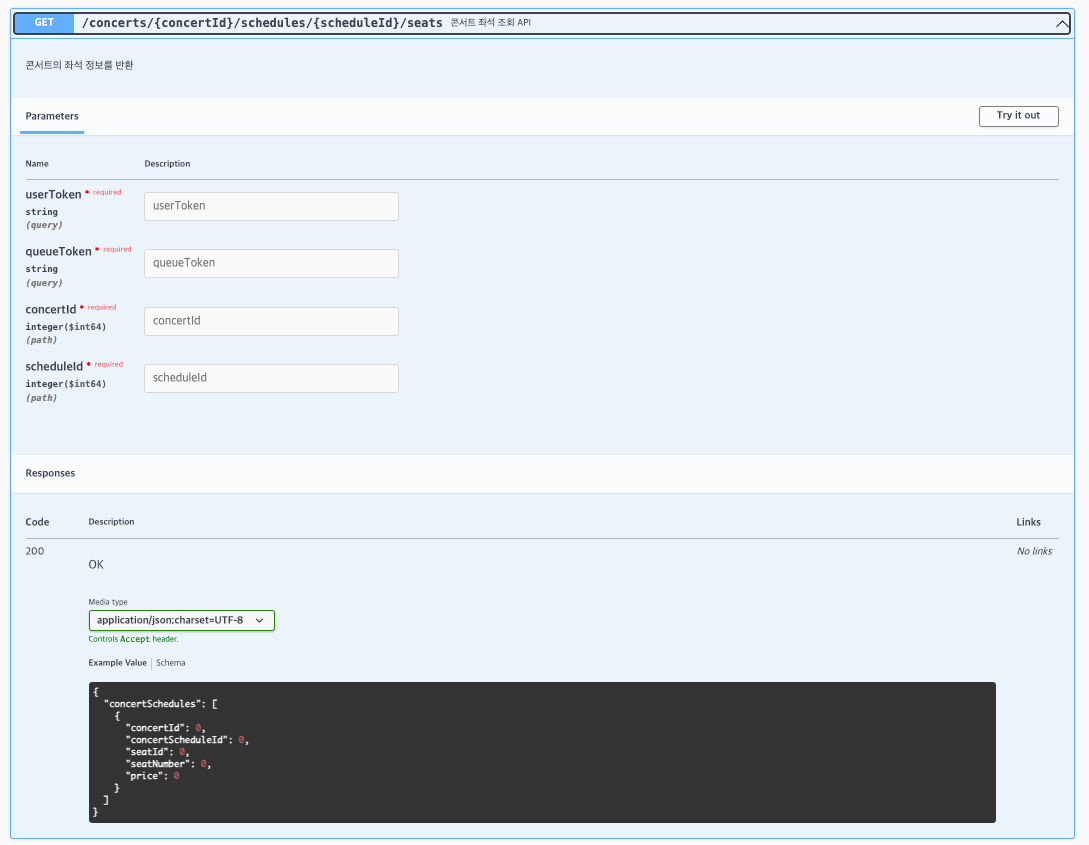 GET /concerts/{concertId}/schedules/{scheduleId}/seats 콘서트 좌석 조회 API
콘서트의 좌석 정보를 반환
Parameters
Try it out
Name Description
userToken * required
string
(query)
userToken
queueToken * required
string
(query)
queueToken
concertId * required
integer($int64)
(path)
concertId
scheduleId * required
integer($int64)
(path)
scheduleId
Responses
Code Description Links
200 No links
OK
Media type
application/json;charset=UTF-8
Controls Accept header.
Example Value Schema
{
  "concertSchedules": [
    {
      "concertId": 0,
      "concertScheduleId": 0,
      "seatId": 0,
      "seatNumber": 0,
      "price": 0
    }
  ]
}